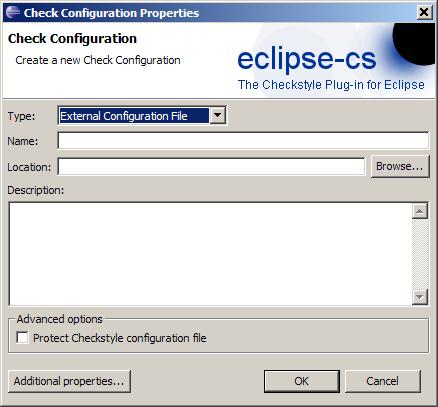 Check Configuration Properties
Check Configuration
Create a new Check Configuration
eclipse-cs
The Checkstyle Plug-in for Eclipse
Type: External Configuration File
Name:
Location: Browse...
Description:
Advanced options
Protect Checkstyle configuration file
Additional properties... OK Cancel